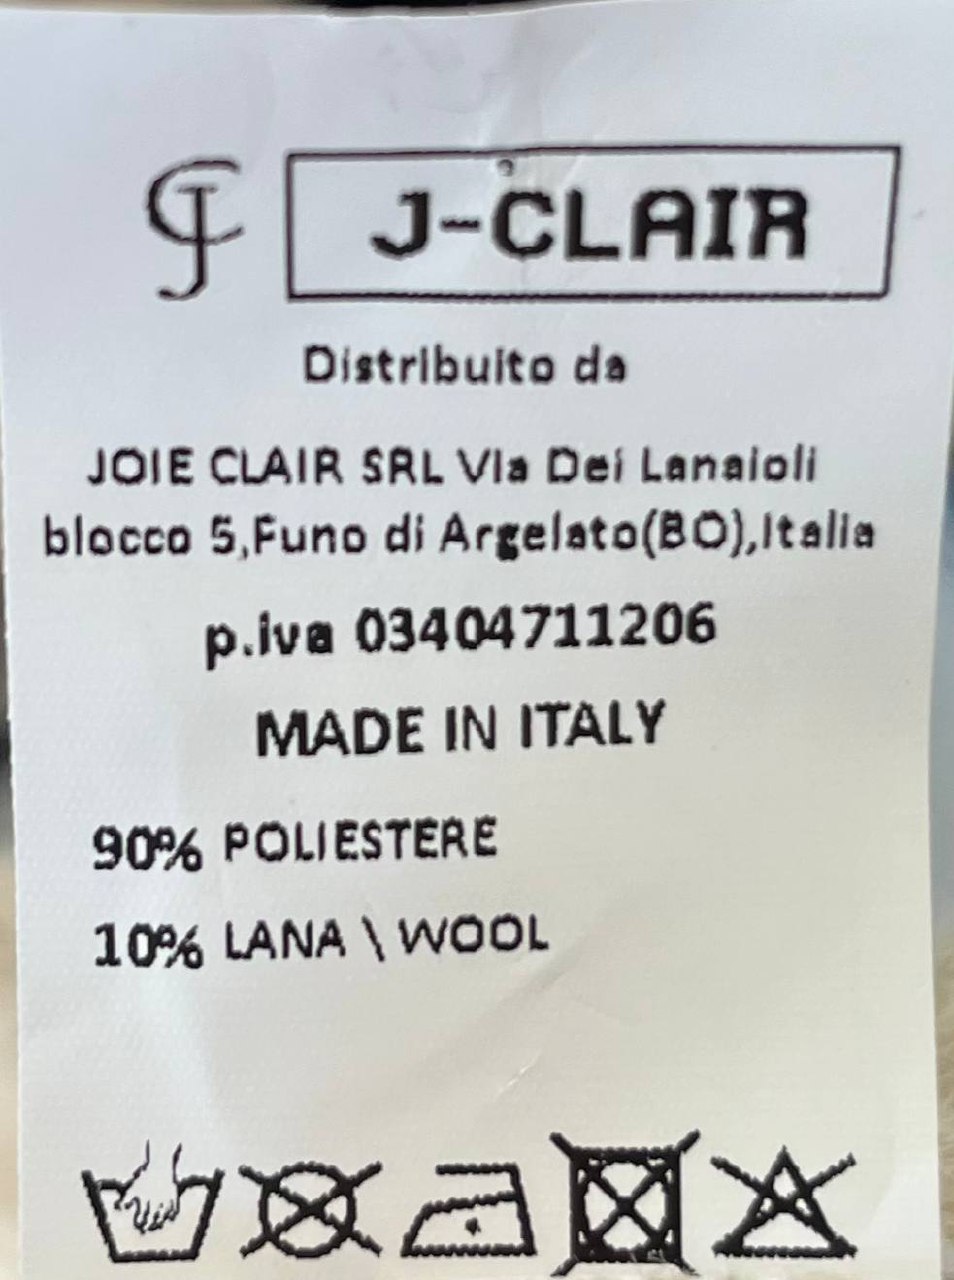 J-CLAIR
Distribuito da
JOIE CLAIR SRL Via Dei Lanaioli
blocco 5,Funo di Argelato(BO),Italia
p.iva 03404711206
MADE IN ITALY
90% POLIESTERE
10% LANA \ WOOL